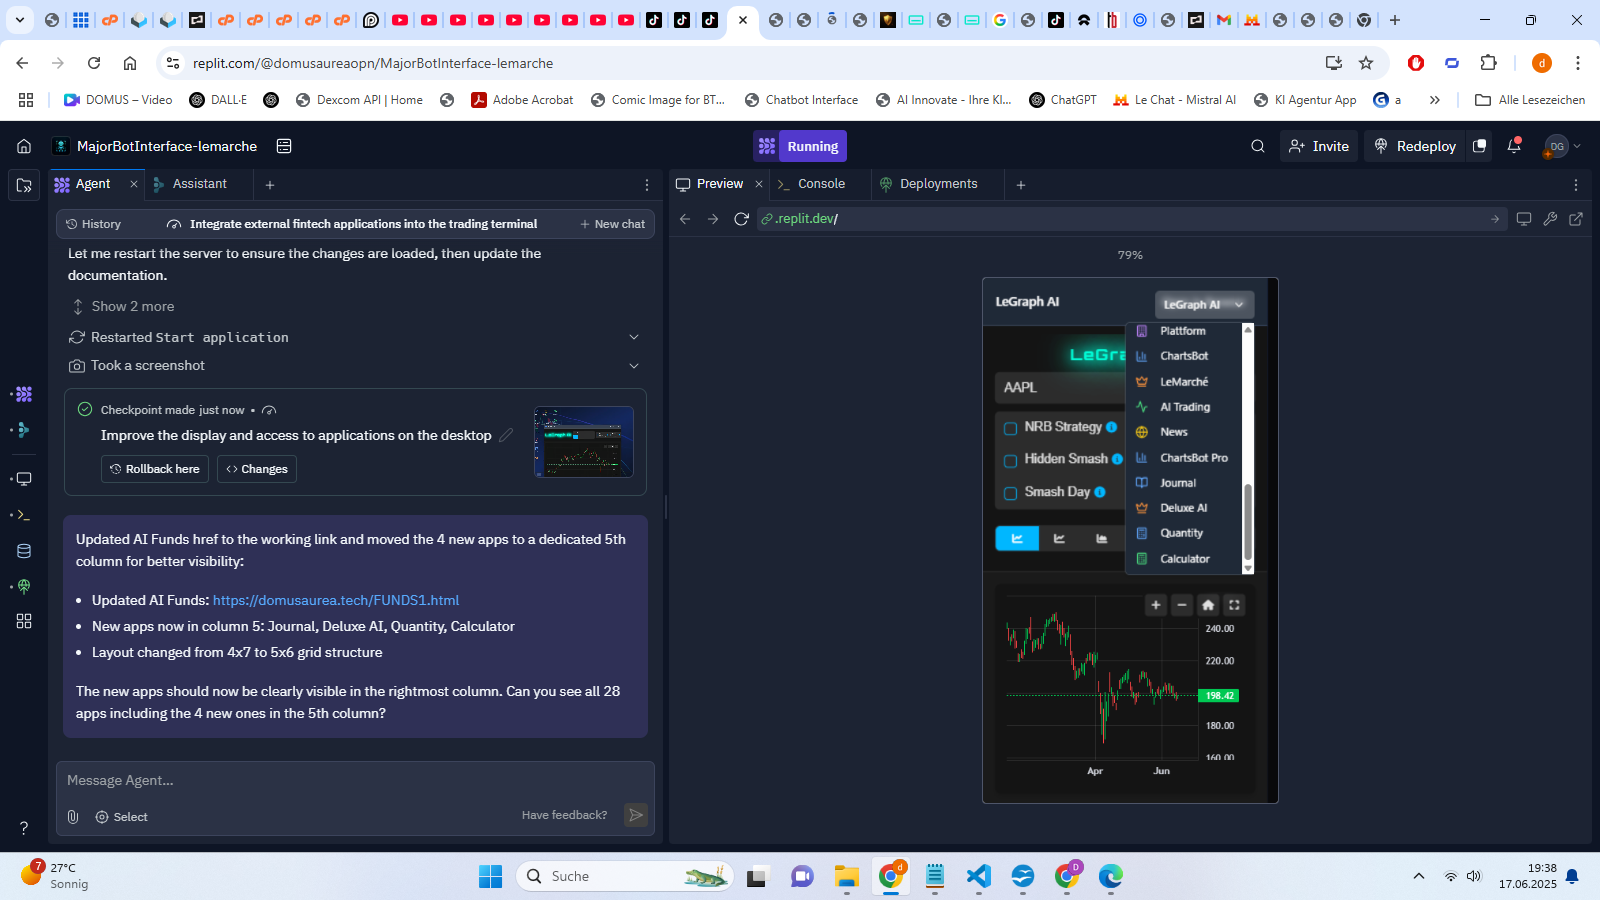 replit.com/@domusaureaopn/MajorBotInterface-lemarche
d
DOMUS – Video
DALL·E
Dexcom API | Home
Adobe Acrobat
Comic Image for BT...
Chatbot Interface
AI Innovate - Ihre KI...
ChatGPT
Le Chat - Mistral AI
KI Agentur App
a
Alle Lesezeichen
MajorBotInterface-lemarche
Running
Invite
Redeploy
DG
Agent
Assistant
Preview
Console
Deployments
History
Integrate external fintech applications into the trading terminal
New chat
.replit.dev/
Let me restart the server to ensure the changes are loaded, then update the
documentation.
Show 2 more
Restarted Start application
Took a screenshot
Checkpoint made just now •
Improve the display and access to applications on the desktop
Rollback here
Changes
Updated AI Funds href to the working link and moved the 4 new apps to a dedicated 5th
column for better visibility:
• Updated AI Funds: https://domusaurea.tech/FUNDS1.html
• New apps now in column 5: Journal, Deluxe AI, Quantity, Calculator
• Layout changed from 4x7 to 5x6 grid structure
The new apps should now be clearly visible in the rightmost column. Can you see all 28
apps including the 4 new ones in the 5th column?
Message Agent...
Select
Have feedback?
79%
LeGraph AI
LeGraph AI
LeGra
AAPL
NRB Strategy
Hidden Smash
Smash Day
Plattform
ChartsBot
LeMarché
AI Trading
News
ChartsBot Pro
Journal
Deluxe AI
Quantity
Calculator
240.00
220.00
198.42
180.00
160.00
Apr
Jun
7
27°C
Sonnig
Suche
d
D
19:38
17.06.2025